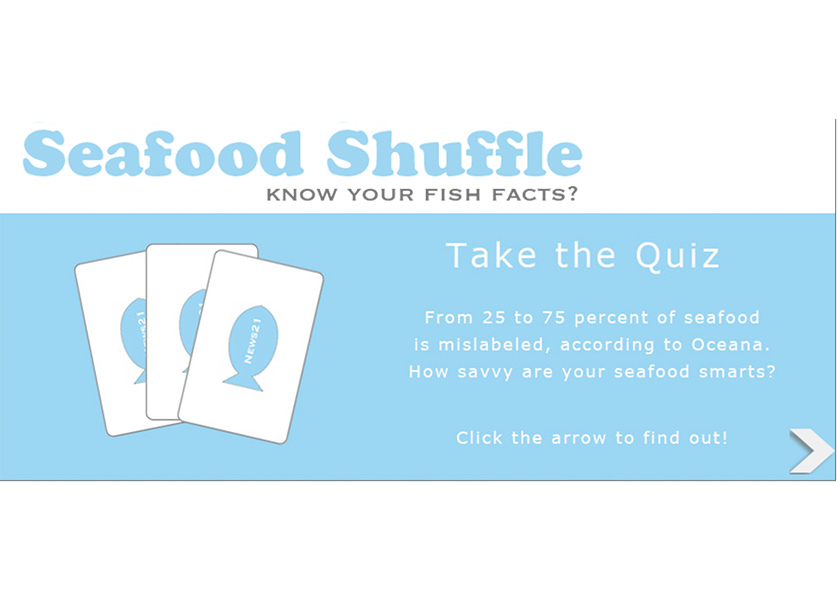 Seafood Shuffle
KNOW YOUR FISH FACTS?
Take the Quiz
From 25 to 75 percent of seafood
is mislabeled, according to Oceana.
How savvy are your seafood smarts?
Click the arrow to find out!
News21